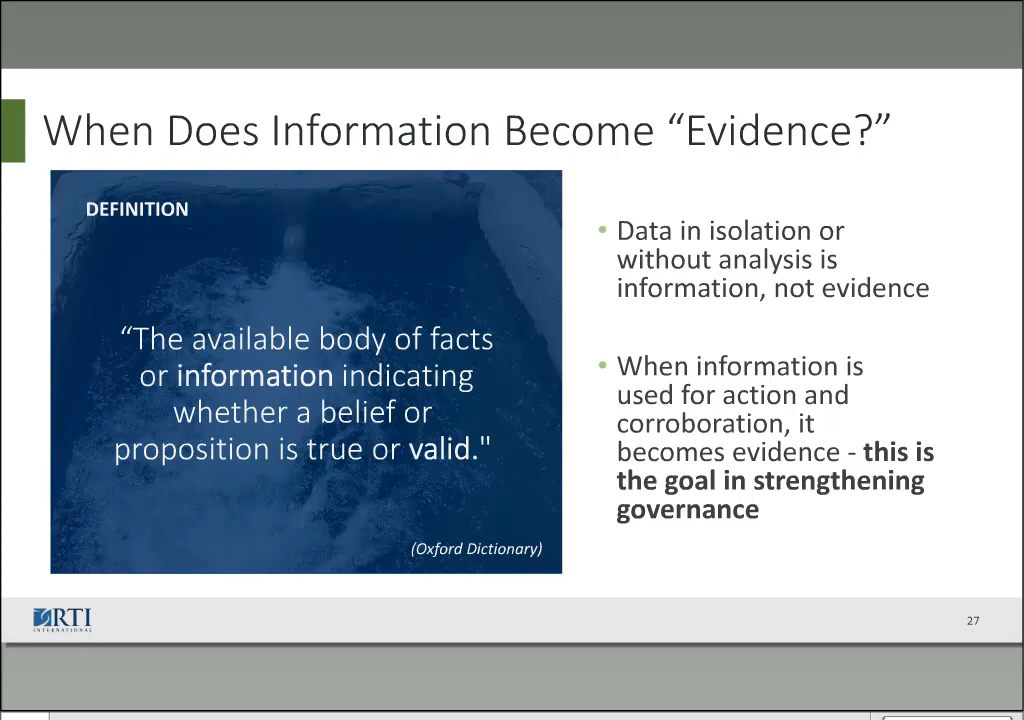 When Does Information Become “Evidence?”
DEFINITION
“The available body of facts
or information indicating
whether a belief or
proposition is true or valid."
(Oxford Dictionary)
• Data in isolation or
without analysis is
information, not evidence
• When information is
used for action and
corroboration, it
becomes evidence - this is
the goal in strengthening
governance
RTI
INTERNATIONAL
27